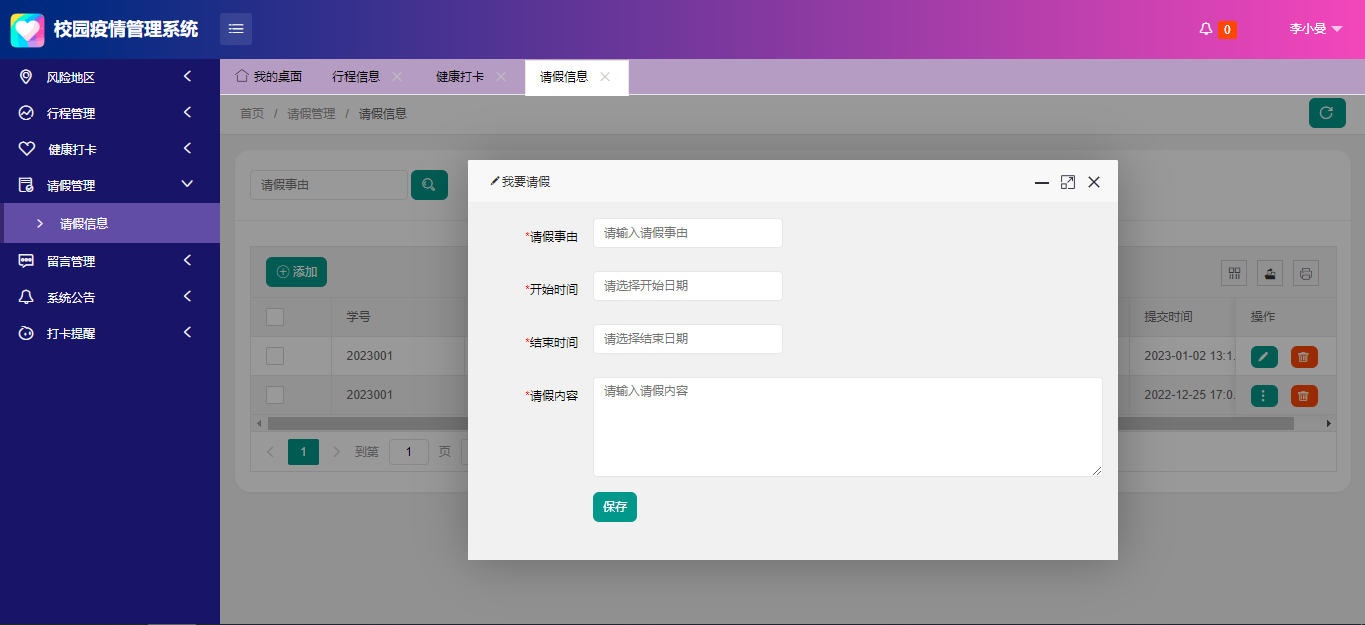 校园疫情管理系统
0
李小曼
风险地区
行程管理
健康打卡
请假管理
请假信息
留言管理
系统公告
打卡提醒
我的桌面 行程信息 健康打卡 请假信息
首页 / 请假管理 / 请假信息
请假事由
添加
学号 提交时间 操作
2023001 2023-01-02 13:1..
2023001 2022-12-25 17:0..
1 到第 1 页
我要请假
*请假事由 请输入请假事由
*开始时间 请选择开始日期
*结束时间 请选择结束日期
*请假内容 请输入请假内容
保存